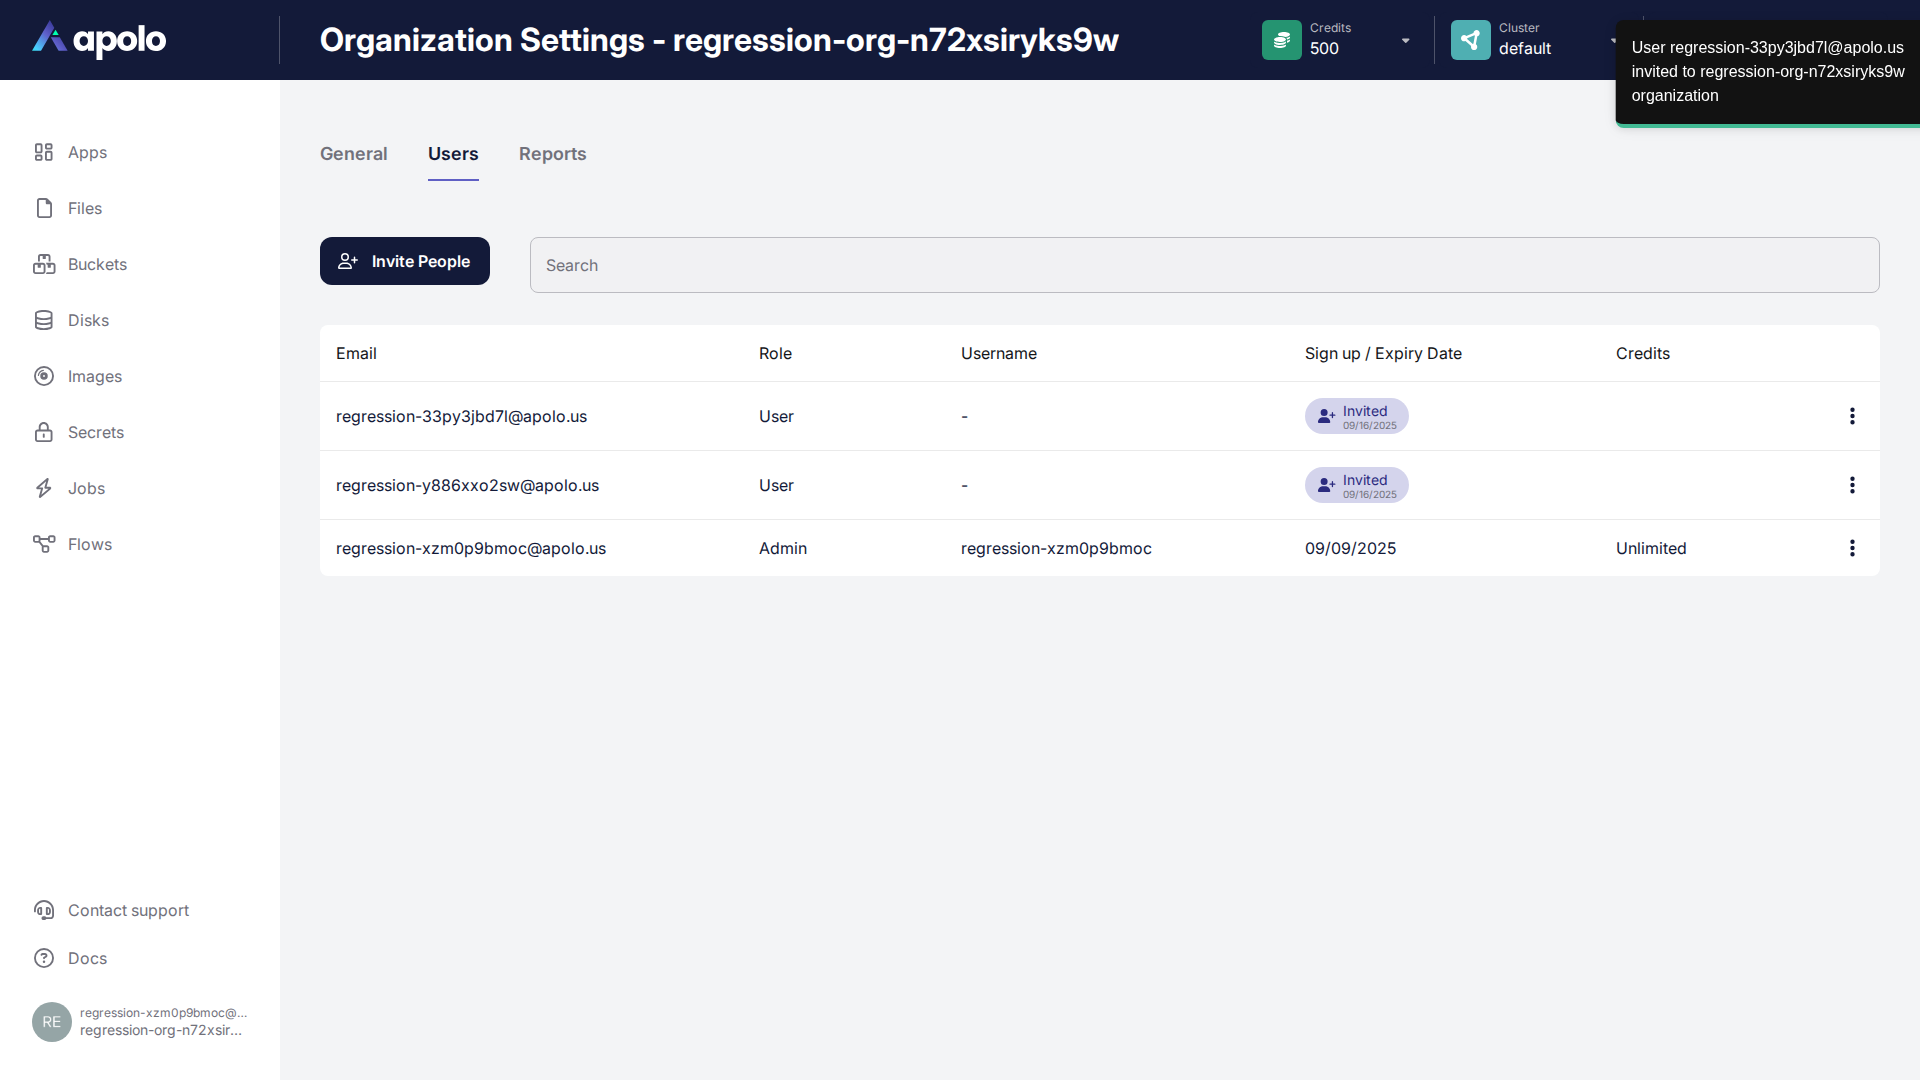 apolo
Organization Settings - regression-org-n72xsiryks9w
Credits
500
Cluster
default
User regression-33py3jbd7l@apolo.us
invited to regression-org-n72xsiryks9w
organization
Apps
Files
Buckets
Disks
Images
Secrets
Jobs
Flows
General Users Reports
Invite People
Search
Email Role Username Sign up / Expiry Date Credits
regression-33py3jbd7l@apolo.us User - Invited
09/16/2025
regression-y886xxo2sw@apolo.us User - Invited
09/16/2025
regression-xzm0p9bmoc@apolo.us Admin regression-xzm0p9bmoc 09/09/2025 Unlimited
Contact support
Docs
RE
regression-xzm0p9bmoc@...
regression-org-n72xsir...